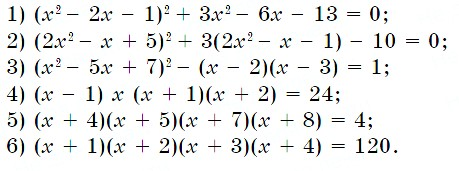 1) (x² – 2x – 1)² + 3x² – 6x – 13 = 0;
2) (2x² – x + 5)² + 3(2x² – x – 1) – 10 = 0;
3) (x² – 5x + 7)² – (x – 2)(x – 3) = 1;
4) (x – 1) x (x + 1)(x + 2) = 24;
5) (x + 4)(x + 5)(x + 7)(x + 8) = 4;
6) (x + 1)(x + 2)(x + 3)(x + 4) = 120.